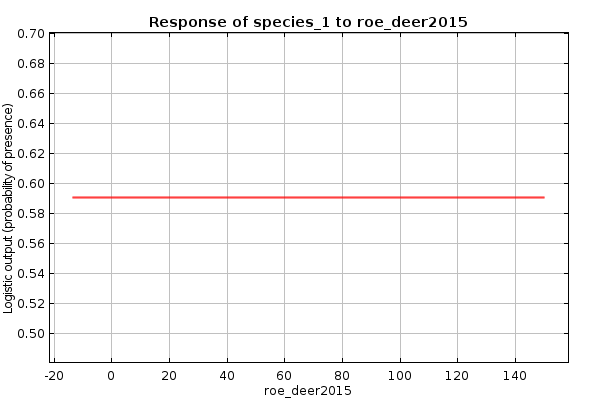 Response of species_1 to roe_deer2015
Logistic output (probability of presence)
0.70
0.68
0.66
0.64
0.62
0.60
0.58
0.56
0.54
0.52
0.50
-20 0 20 40 60 80 100 120 140
roe_deer2015